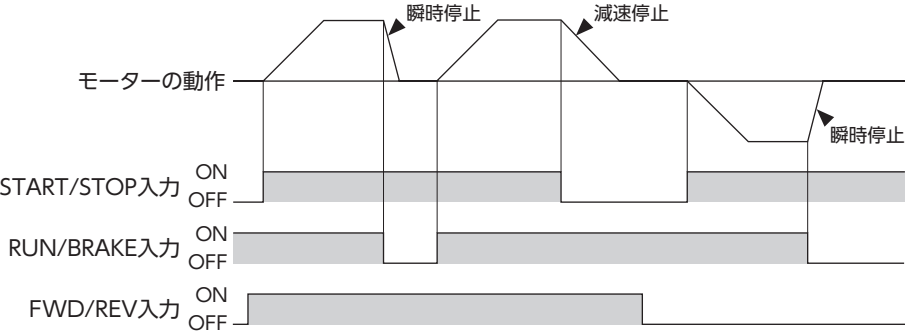 瞬時停止
減速停止
モーターの動作
瞬時停止
START/STOP入力
ON
OFF
RUN/BRAKE入力
ON
OFF
FWD/REV入力
ON
OFF